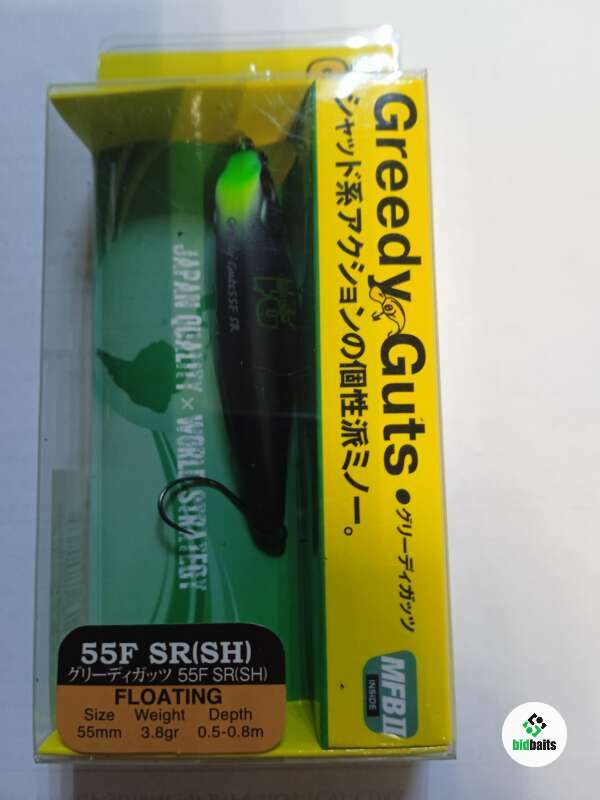 Greedy Guts
グリーディガッツ
シャッド系アクションの個性派ミノー。
MFBII
INSIDE
JAPAN QUALITY × WORLD STRATEGY
55F SR(SH)
グリーディガッツ 55F SR(SH)
FLOATING
Size Weight Depth
55mm 3.8gr 0.5-0.8m
bidbaits